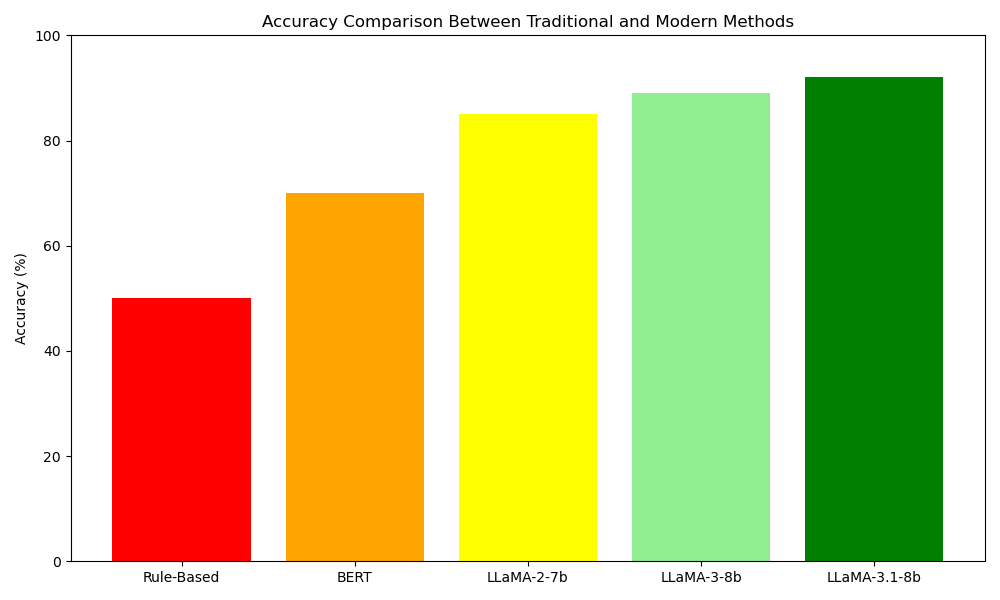 Accuracy Comparison Between Traditional and Modern Methods
100
80
60
40
20
0
Accuracy (%)
Rule-Based BERT LLaMA-2-7b LLaMA-3-8b LLaMA-3.1-8b